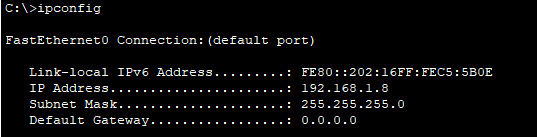 C:\>ipconfig
FastEthernet0 Connection:(default port)
Link-local IPv6 Address.........: FE80::202:16FF:FEC5:5B0E
IP Address......................: 192.168.1.8
Subnet Mask.....................: 255.255.255.0
Default Gateway.................: 0.0.0.0